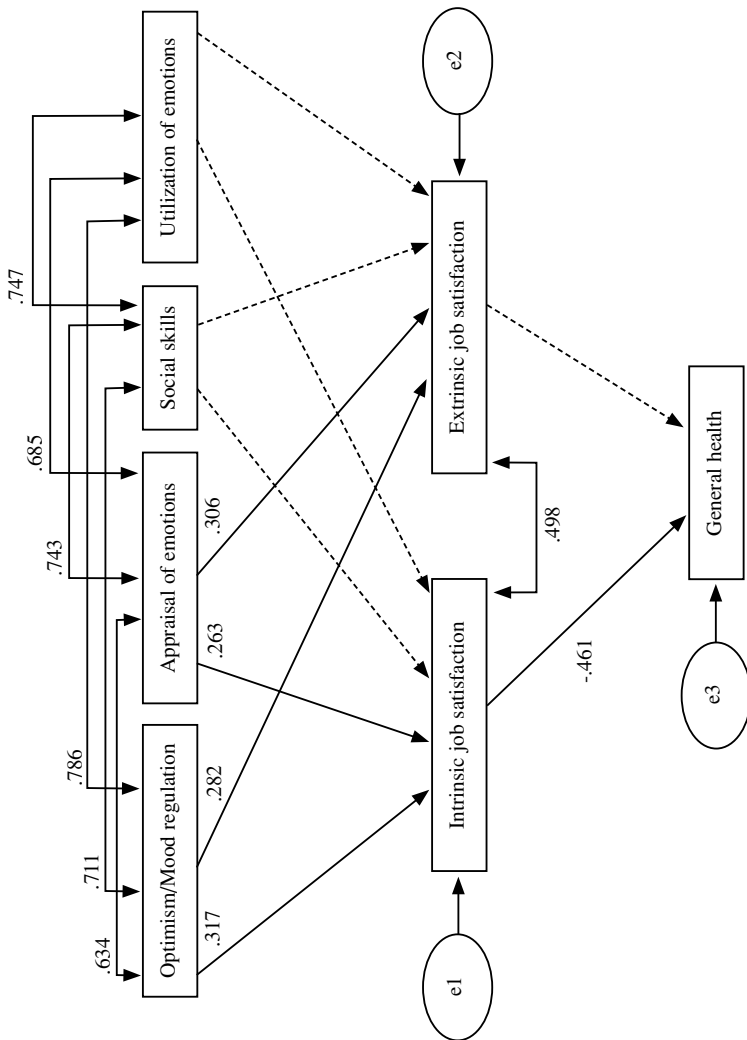 .747
.685
.743
.786
.711
.634
Optimism/Mood regulation
Appraisal of emotions
Social skills
Utilization of emotions
.317
.282
.263
.306
e1
Intrinsic job satisfaction
Extrinsic job satisfaction
e2
.498
-.461
e3
General health